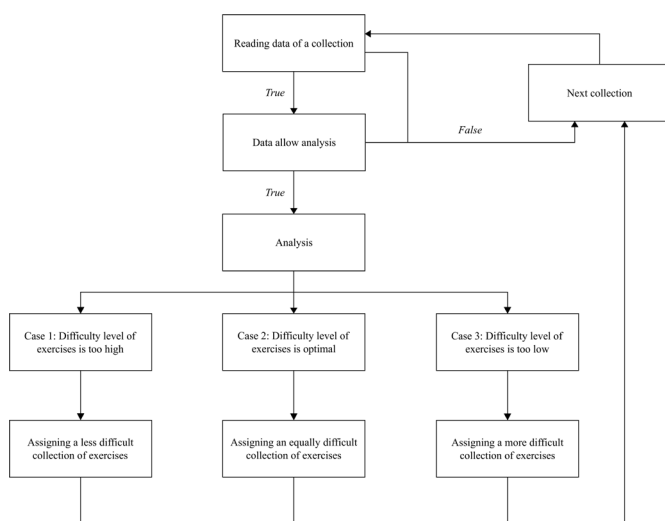 Reading data of a collection
Next collection
True
False
Data allow analysis
True
Analysis
Case 1: Difficulty level of
exercises is too high
Case 2: Difficulty level of
exercises is optimal
Case 3: Difficulty level of
exercises is too low
Assigning a less difficult
collection of exercises
Assigning an equally difficult
collection of exercises
Assigning a more difficult
collection of exercises